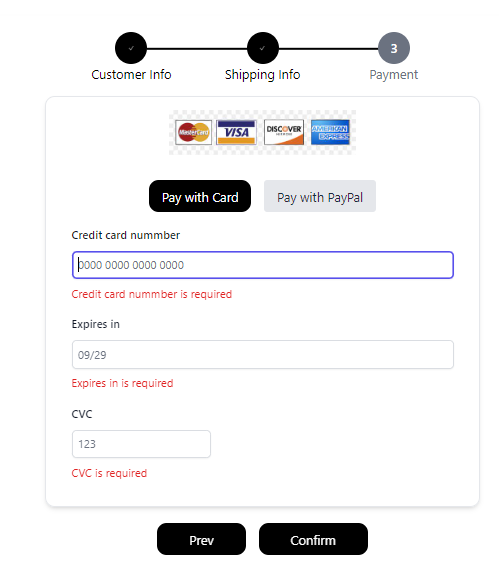 ✓ ✓ 3
Customer Info Shipping Info Payment
MasterCard VISA DISCOVER AMERICAN EXPRESS
Pay with Card Pay with PayPal
Credit card nummber
0000 0000 0000 0000
Credit card nummber is required
Expires in
09/29
Expires in is required
CVC
123
CVC is required
Prev Confirm